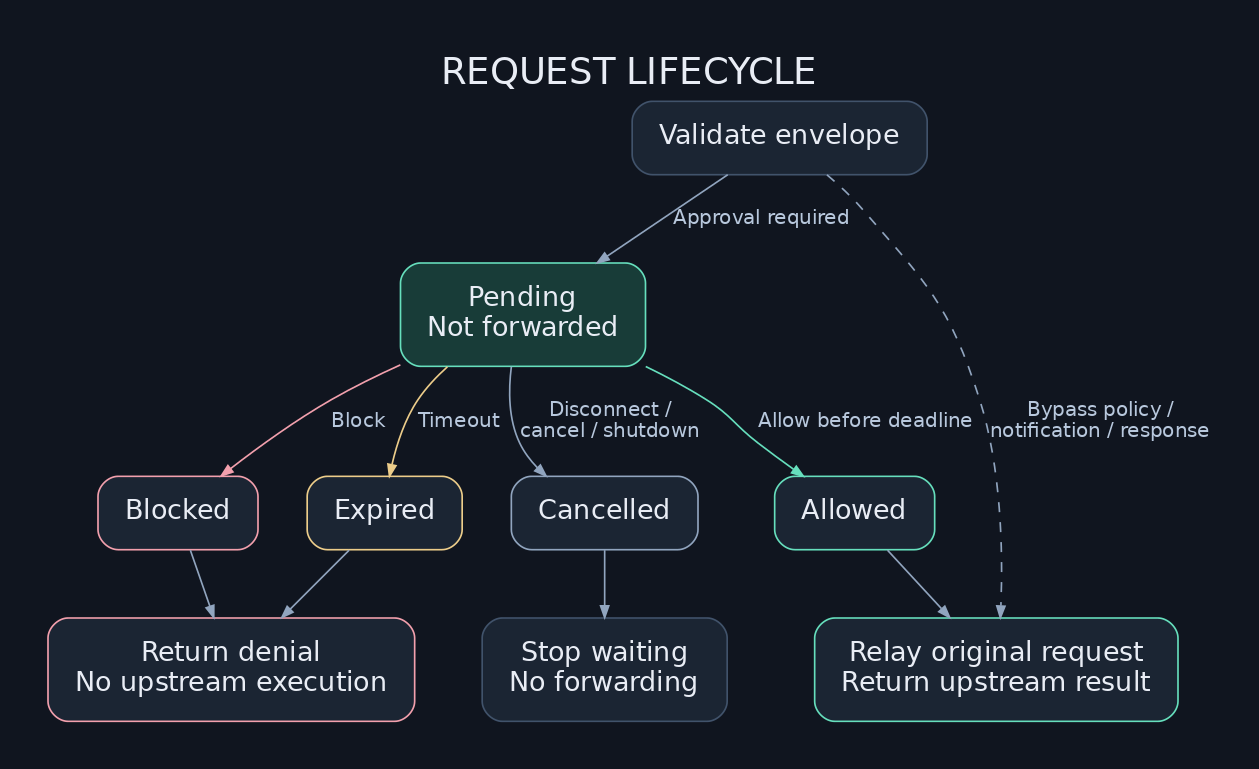 REQUEST LIFECYCLE
Validate envelope
Approval required
Pending
Not forwarded
Block
Timeout
Disconnect /
cancel / shutdown
Allow before deadline
Bypass policy /
notification / response
Blocked
Expired
Cancelled
Allowed
Return denial
No upstream execution
Stop waiting
No forwarding
Relay original request
Return upstream result